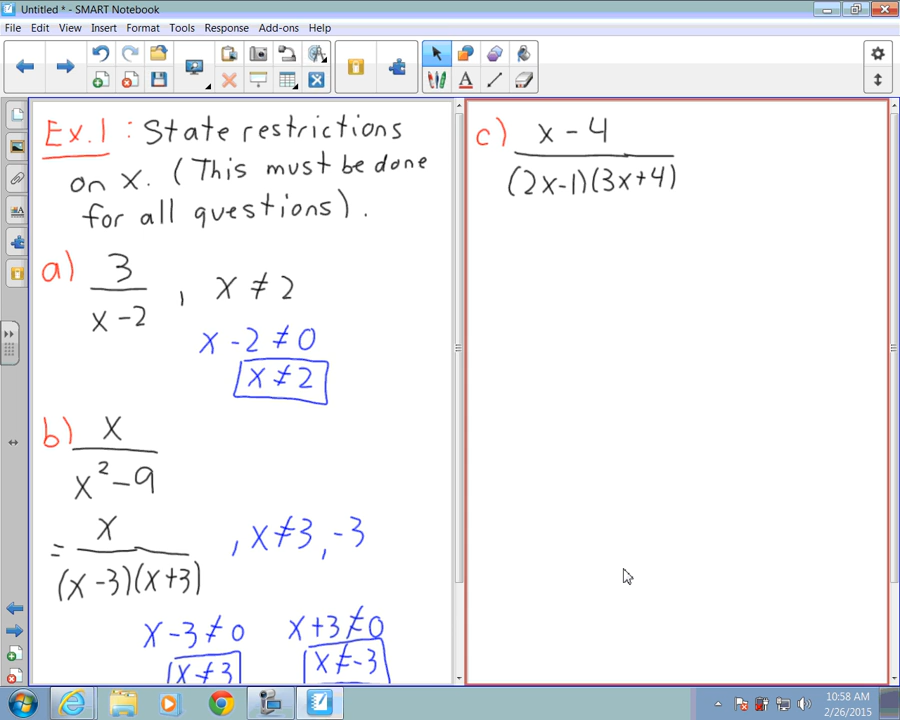 Untitled * - SMART Notebook
File Edit View Insert Format Tools Response Add-ons Help
Ex.1 : State restrictions
on x. (This must be done
for all questions).
a) 3
x - 2
, x ≠ 2
x - 2 ≠ 0
x ≠ 2
b) x
x² - 9
= x
(x - 3)(x + 3)
, x ≠ 3, -3
x - 3 ≠ 0 x + 3 ≠ 0
x ≠ 3 x ≠ -3
c) x - 4
(2x - 1)(3x + 4)
10:58 AM
2/26/2015